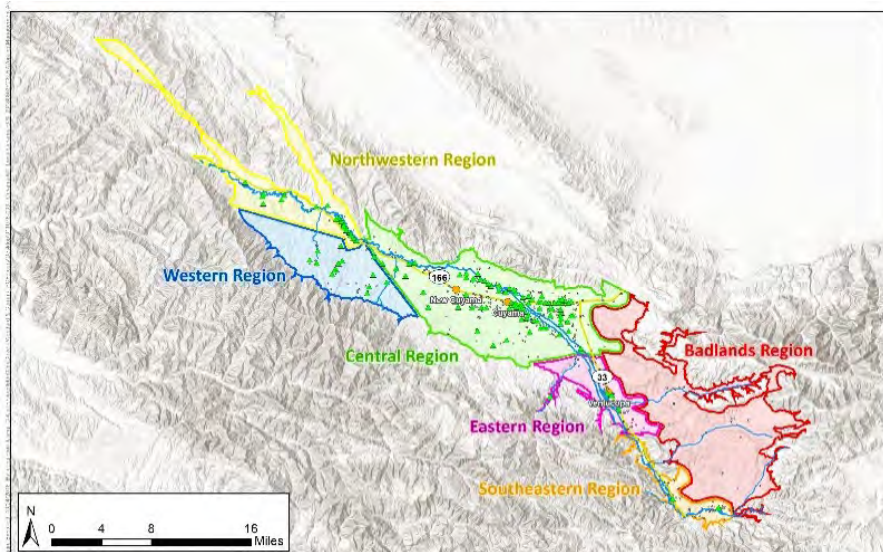 Northwestern Region
Western Region
166
New Cuyama
Cuyama
Central Region
Badlands Region
33
Ventucopa
Eastern Region
Southeastern Region
N
0 4 8 16
Miles